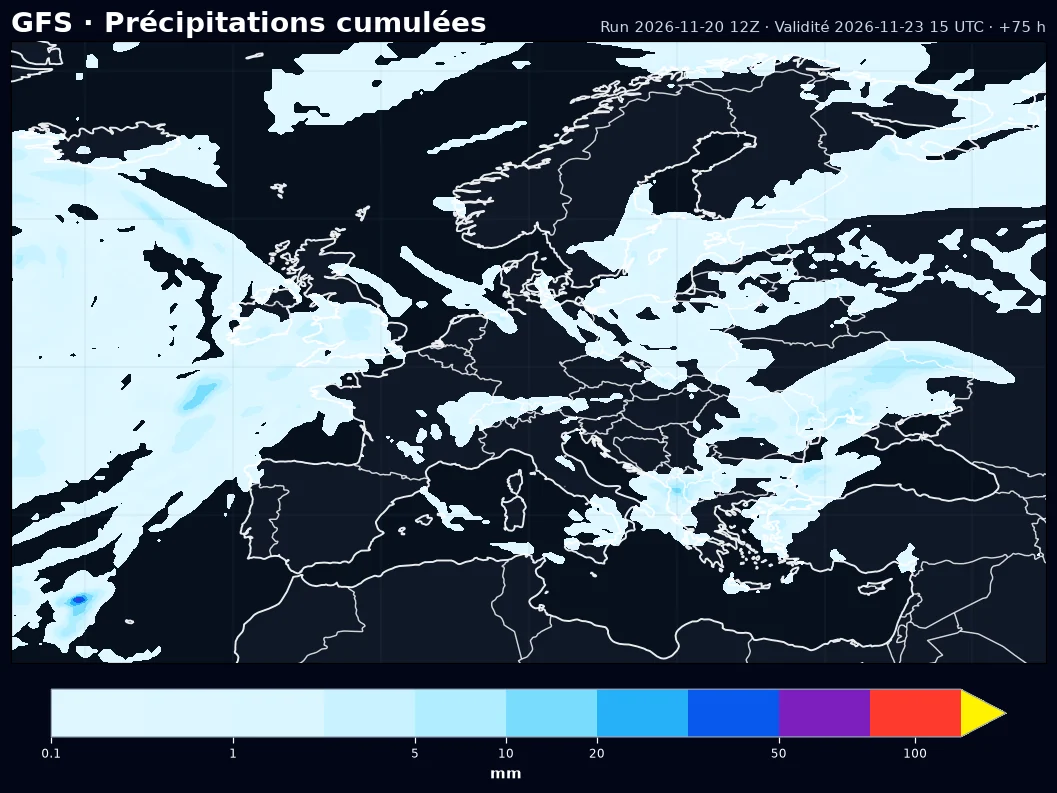 GFS · Précipitations cumulées
Run 2026-11-20 12Z · Validité 2026-11-23 15 UTC · +75 h
0.1 1 5 10 20 50 100
mm